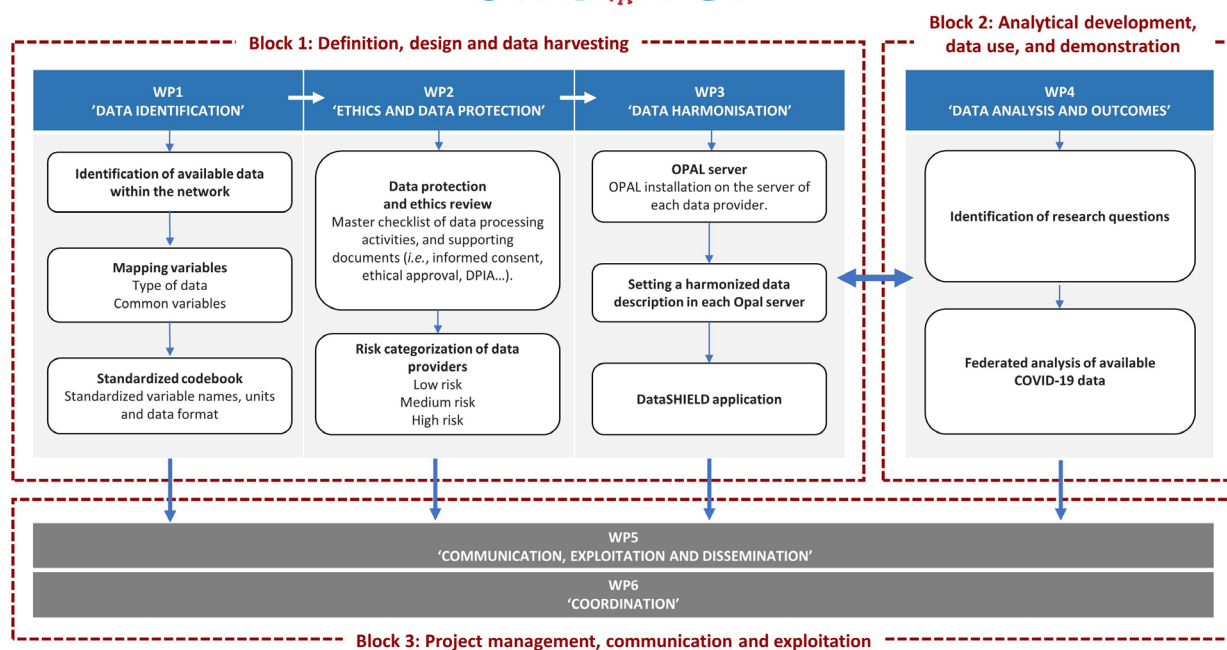 Block 1: Definition, design and data harvesting
Block 2: Analytical development,
data use, and demonstration
WP1
’DATA IDENTIFICATION’
WP2
‘ETHICS AND DATA PROTECTION’
WP3
‘DATA HARMONISATION’
WP4
‘DATA ANALYSIS AND OUTCOMES’
Identification of available data
within the network
Mapping variables
Type of data
Common variables
Standardized codebook
Standardized variable names, units
and data format
Data protection
and ethics review
Master checklist of data processing
activities, and supporting
documents (i.e., informed consent,
ethical approval, DPIA…).
Risk categorization of data
providers
Low risk
Medium risk
High risk
OPAL server
OPAL installation on the server of
each data provider.
Setting a harmonized data
description in each Opal server
DataSHIELD application
Identification of research questions
Federated analysis of available
COVID-19 data
WP5
‘COMMUNICATION, EXPLOITATION AND DISSEMINATION’
WP6
‘COORDINATION’
Block 3: Project management, communication and exploitation